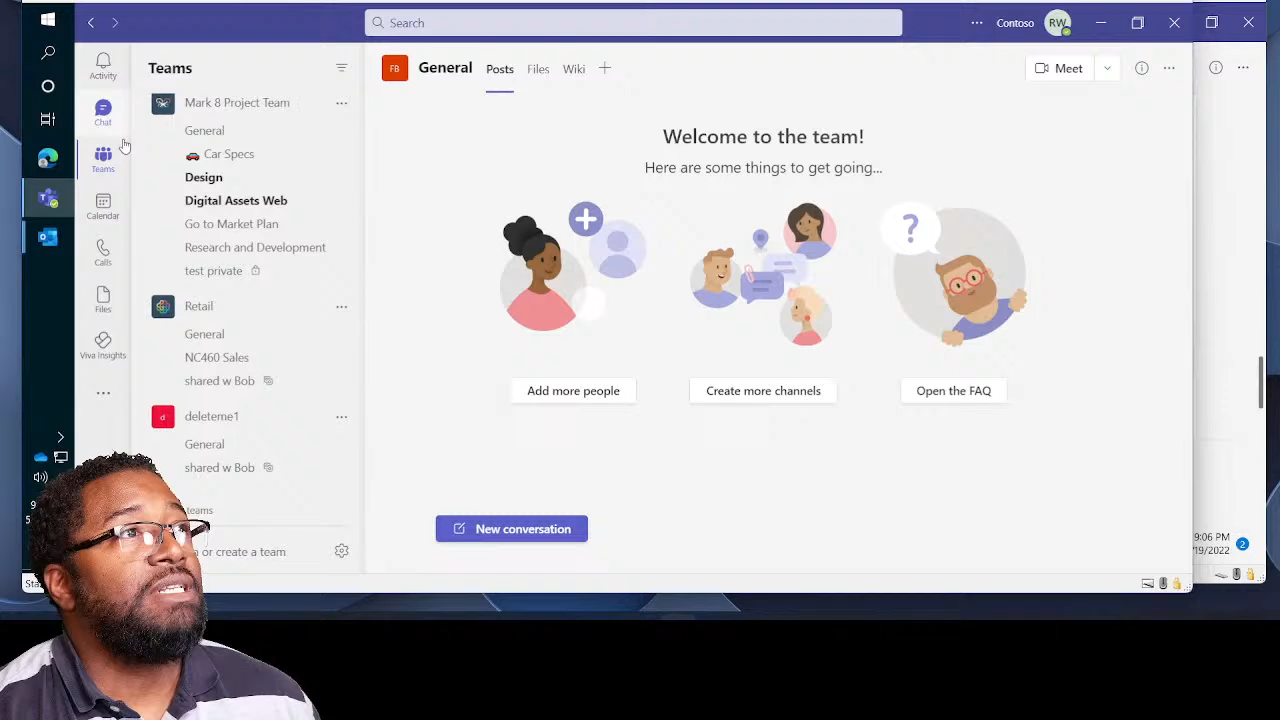 Search
Contoso
RW
Activity
Chat
Teams
Calendar
Calls
Files
Viva Insights
Teams
Mark 8 Project Team
General
Car Specs
Design
Digital Assets Web
Go to Market Plan
Research and Development
test private
Retail
General
NC460 Sales
shared w Bob
d
deleteme1
General
shared w Bob
teams
or create a team
FB
General
Posts
Files
Wiki
Meet
Welcome to the team!
Here are some things to get going...
?
Add more people
Create more channels
Open the FAQ
New conversation
9:06 PM
/19/2022
2